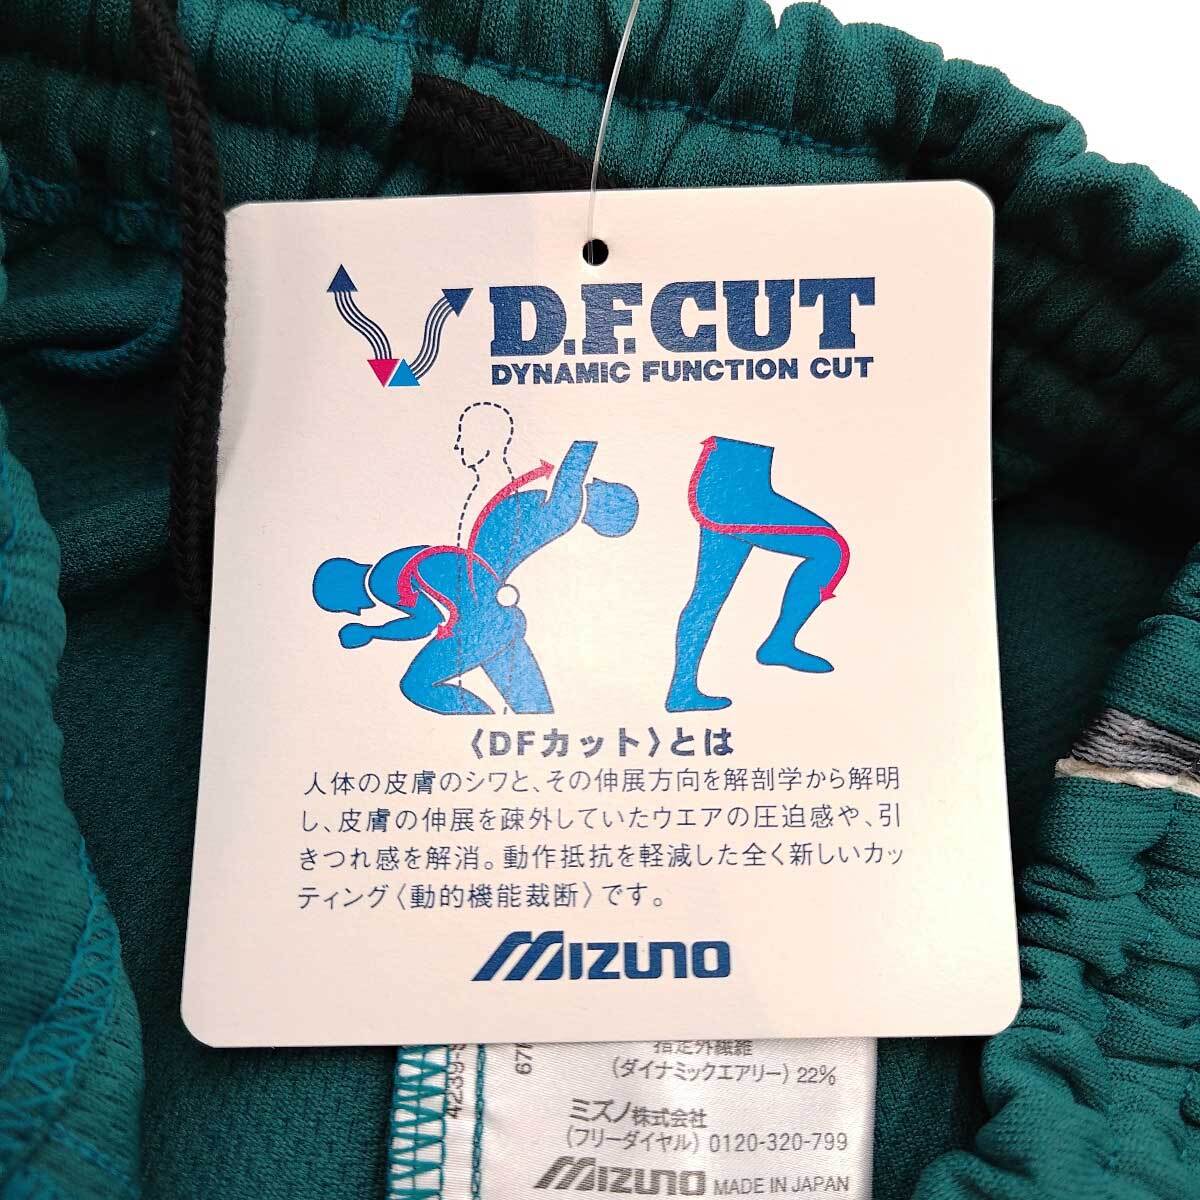 D.F.CUT
DYNAMIC FUNCTION CUT
〈DFカット〉とは
人体の皮膚のシワと、その伸展方向を解剖学から解明
し、皮膚の伸展を疎外していたウエアの圧迫感や、引
きつれ感を解消。動作抵抗を軽減した全く新しいカッ
ティング〈動的機能裁断〉です。
MIZUNO
指定外繊維
(ダイナミックエアリー) 22%
ミズノ株式会社
(フリーダイヤル) 0120-320-799
MIZUNO MADE IN JAPAN